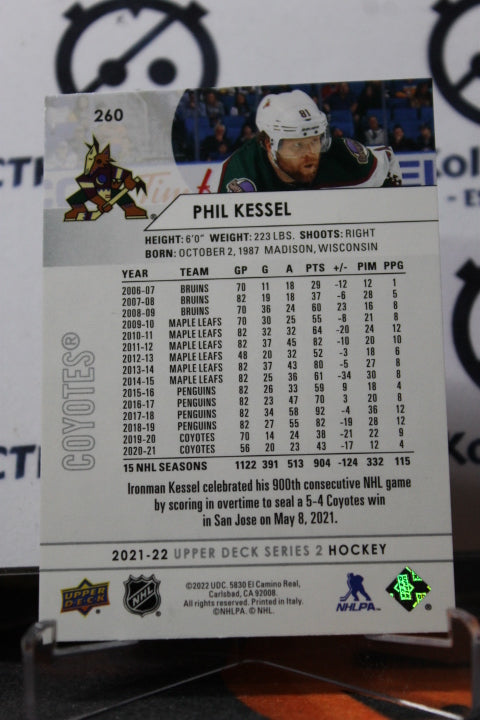 260
81
PHIL KESSEL
HEIGHT: 6'0" WEIGHT: 223 LBS. SHOOTS: RIGHT
BORN: OCTOBER 2, 1987 MADISON, WISCONSIN
YEAR TEAM GP G A PTS +/- PIM PPG
2006-07 BRUINS 70 11 18 29 -12 12 1
2007-08 BRUINS 82 19 18 37 -6 28 5
2008-09 BRUINS 70 36 24 60 23 16 8
2009-10 MAPLE LEAFS 70 30 25 55 -8 21 8
2010-11 MAPLE LEAFS 82 32 32 64 -20 24 12
2011-12 MAPLE LEAFS 82 37 45 82 -10 20 10
2012-13 MAPLE LEAFS 48 20 32 52 -3 18 6
2013-14 MAPLE LEAFS 82 37 43 80 -5 27 8
2014-15 MAPLE LEAFS 82 25 36 61 -34 30 8
2015-16 PENGUINS 82 26 33 59 9 18 4
2016-17 PENGUINS 82 23 47 70 3 20 8
2017-18 PENGUINS 82 34 58 92 -4 36 12
2018-19 PENGUINS 82 27 55 82 -19 28 12
2019-20 COYOTES 70 14 24 38 -21 22 9
2020-21 COYOTES 56 20 23 43 -17 12 4
15 NHL SEASONS 1122 391 513 904 -124 332 115
COYOTES®
Ironman Kessel celebrated his 900th consecutive NHL game
by scoring in overtime to seal a 5-4 Coyotes win
in San Jose on May 8, 2021.
2021-22 UPPER DECK SERIES 2 HOCKEY
UPPER DECK
NHL
©2022 UDC. 5830 El Camino Real,
Carlsbad, CA 92008.
All rights reserved. Printed in Italy.
©NHLPA. © NHL.
NHLPA